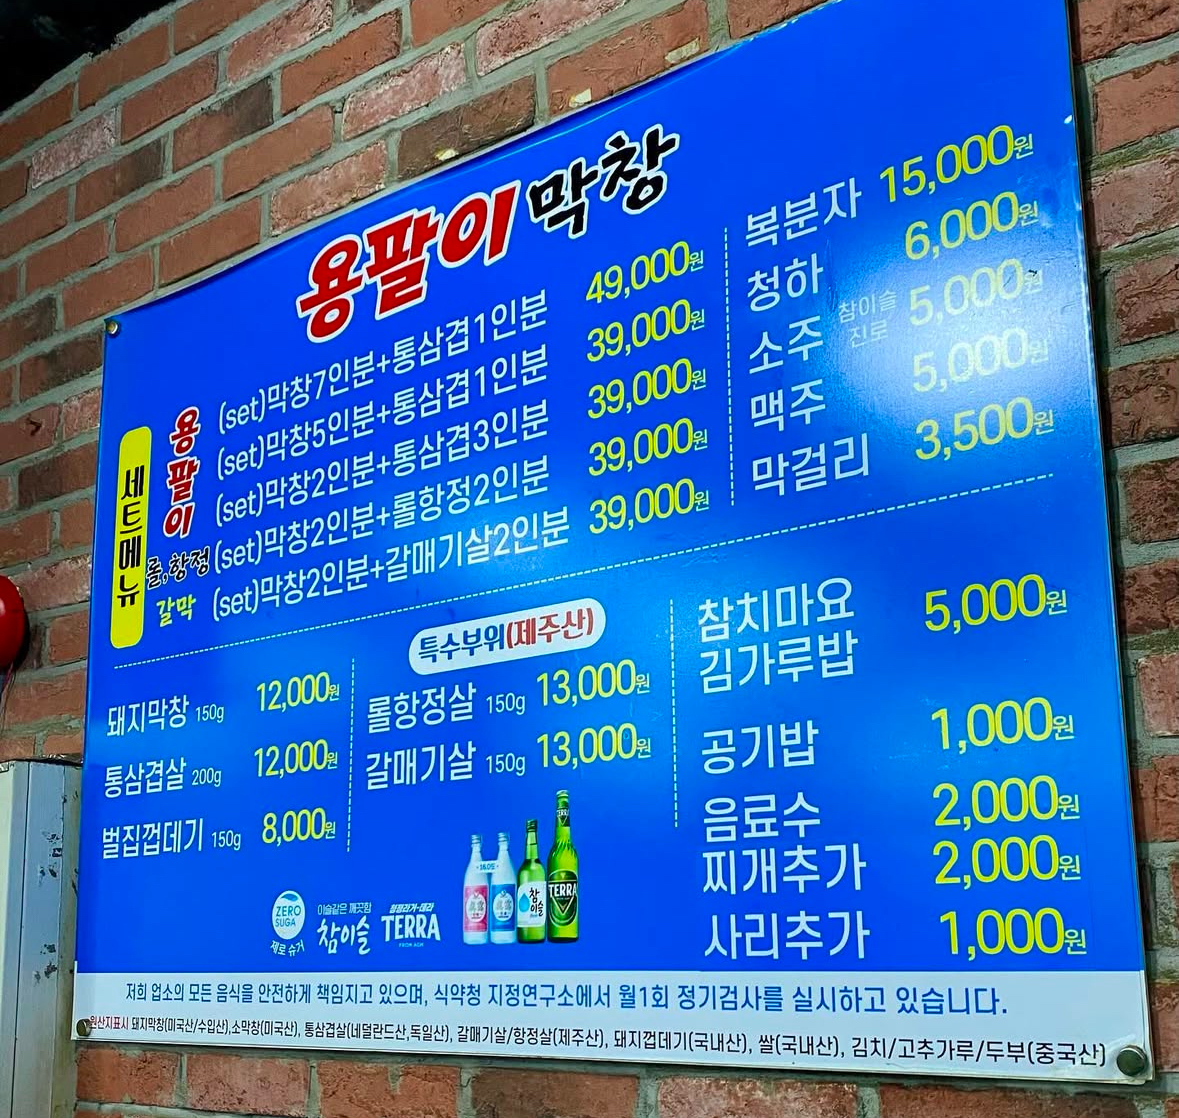 용팔이 막창
세트메뉴
용팔이
(set)막창7인분+통삼겹1인분 49,000원
(set)막창5인분+통삼겹1인분 39,000원
(set)막창2인분+통삼겹3인분 39,000원
롤,항정 (set)막창2인분+롤항정2인분 39,000원
갈막 (set)막창2인분+갈매기살2인분 39,000원
복분자 15,000원
청하 6,000원
소주 참이슬 진로 5,000원
맥주 5,000원
막걸리 3,500원
돼지막창 150g 12,000원
통삼겹살 200g 12,000원
벌집껍데기 150g 8,000원
특수부위(제주산)
롤항정살 150g 13,000원
갈매기살 150g 13,000원
참치마요
김가루밥 5,000원
공기밥 1,000원
음료수 2,000원
찌개추가 2,000원
사리추가 1,000원
ZERO
SUGA
제로 슈거
이슬같은 깨끗함
참이슬
청정라거-테라
TERRA
FROM AGM
참이슬
TERRA
저희 업소의 모든 음식을 안전하게 책임지고 있으며, 식약청 지정연구소에서 월1회 정기검사를 실시하고 있습니다.
원산지표시 돼지막창(미국산/수입산),소막창(미국산), 통삼겹살(네덜란드산,독일산), 갈매기살/항정살(제주산), 돼지껍데기(국내산), 쌀(국내산), 김치/고추가루/두부(중국산)